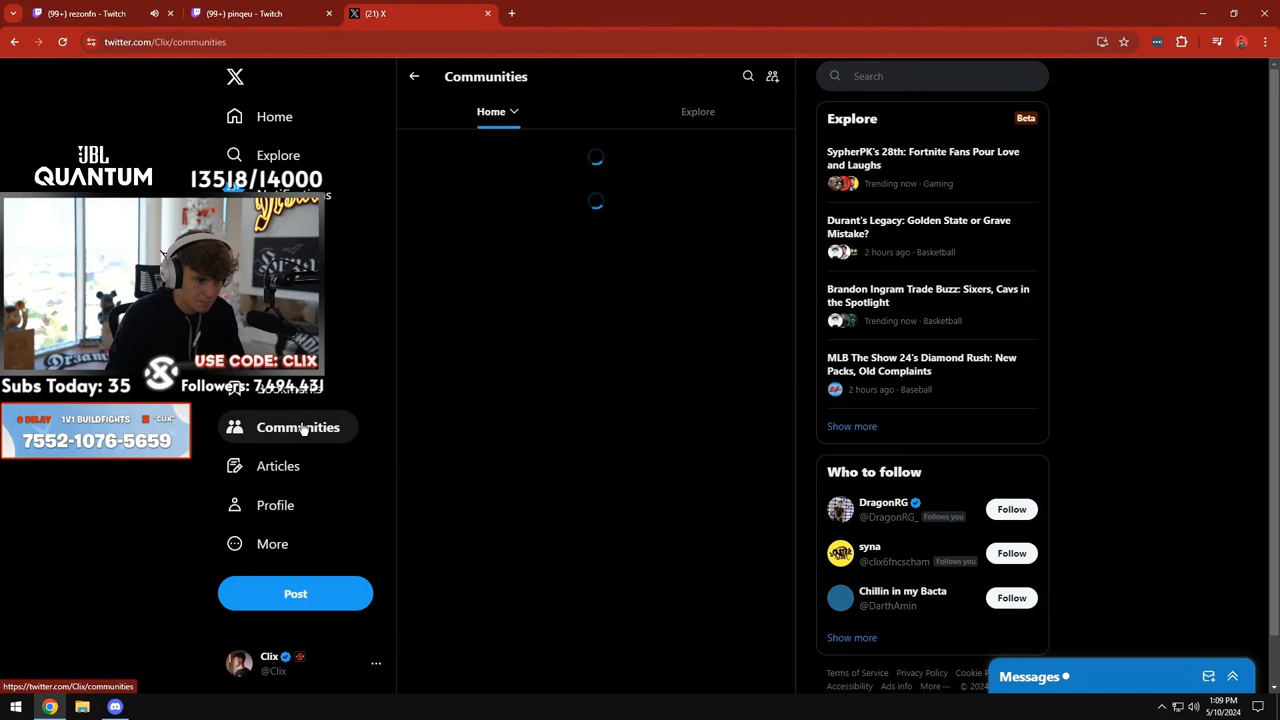 (99+) rezonfn - Twitch
(99+) pinqeu - Twitch
(21) X
twitter.com/Clix/communities
Communities
Search
Home
Explore
Home
Explore
JBL
QUANTUM
13518/14000
USE CODE: CLIX
Subs Today: 35
Followers: 7,494,431
0 DELAY 1V1 BUILDFIGHTS "CLIX"
7552-1076-5659
Communities
Articles
Profile
More
Post
Clix
@Clix
https://twitter.com/Clix/communities
Explore
Beta
SypherPK's 28th: Fortnite Fans Pour Love
and Laughs
Trending now · Gaming
Durant's Legacy: Golden State or Grave
Mistake?
2 hours ago · Basketball
Brandon Ingram Trade Buzz: Sixers, Cavs in
the Spotlight
Trending now · Basketball
MLB The Show 24's Diamond Rush: New
Packs, Old Complaints
2 hours ago · Baseball
Show more
Who to follow
DragonRG
@DragonRG_ Follows you
Follow
syna
@clix6fncscham Follows you
Follow
Chillin in my Bacta
@DarthAmin
Follow
Show more
Terms of Service Privacy Policy Cookie P
Accessibility Ads info More ··· © 2024
Messages
1:09 PM
5/10/2024